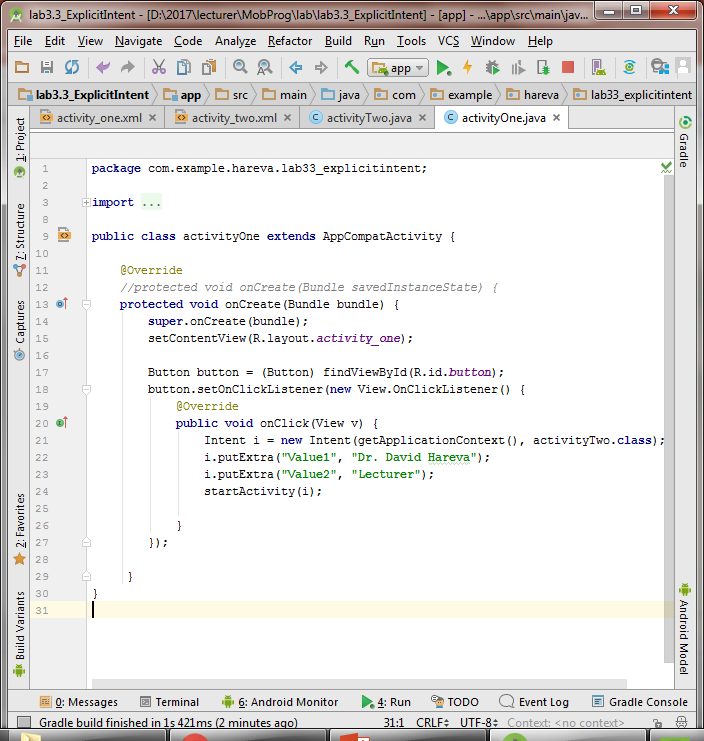 lab3.3_ExplicitIntent - [D:\2017\lecturer\MobProg\lab\lab3.3_ExplicitIntent] - [app] - ...\app\src\main\jav...
File Edit View Navigate Code Analyze Refactor Build Run Tools VCS Window Help
app
lab3.3_ExplicitIntent app src main java com example hareva lab33_explicitintent
activity_one.xml activity_two.xml activityTwo.java activityOne.java
1: Project
Z: Structure
Captures
2: Favorites
Build Variants
Gradle
Android Model
1 package com.example.hareva.lab33_explicitintent;
2
3 import ...
8
9 public class activityOne extends AppCompatActivity {
10
11 @Override
12 //protected void onCreate(Bundle savedInstanceState) {
13 protected void onCreate(Bundle bundle) {
14 super.onCreate(bundle);
15 setContentView(R.layout.activity_one);
16
17 Button button = (Button) findViewById(R.id.button);
18 button.setOnClickListener(new View.OnClickListener() {
19 @Override
20 public void onClick(View v) {
21 Intent i = new Intent(getApplicationContext(), activityTwo.class);
22 i.putExtra("Value1", "Dr. David Hareva");
23 i.putExtra("Value2", "Lecturer");
24 startActivity(i);
25
26 }
27 });
28
29 }
30 }
31
0: Messages Terminal 6: Android Monitor 4: Run TODO Event Log Gradle Console
Gradle build finished in 1s 421ms (2 minutes ago) 31:1 CRLF UTF-8 Context: <no context>